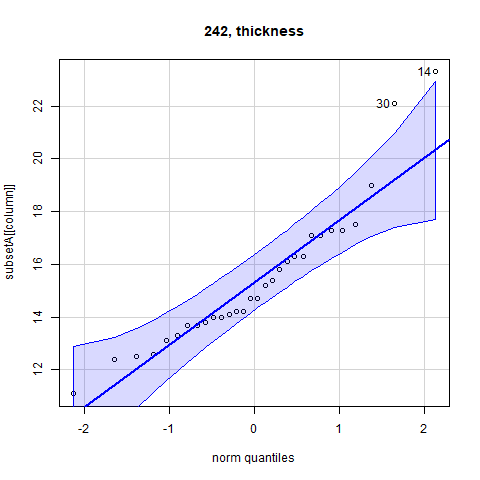 242, thickness
14
30
22
20
18
16
14
12
subsetA[[column]]
-2 -1 0 1 2
norm quantiles